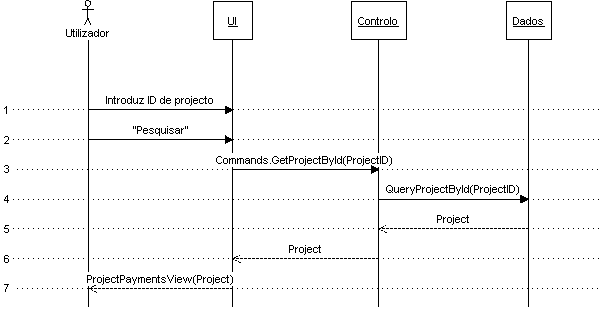 Utilizador
UI
Controlo
Dados
1
Introduz ID de projecto
2
"Pesquisar"
3
Commands.GetProjectById(ProjectID)
4
QueryProjectById(ProjectID)
5
Project
6
Project
7
ProjectPaymentsView(Project)